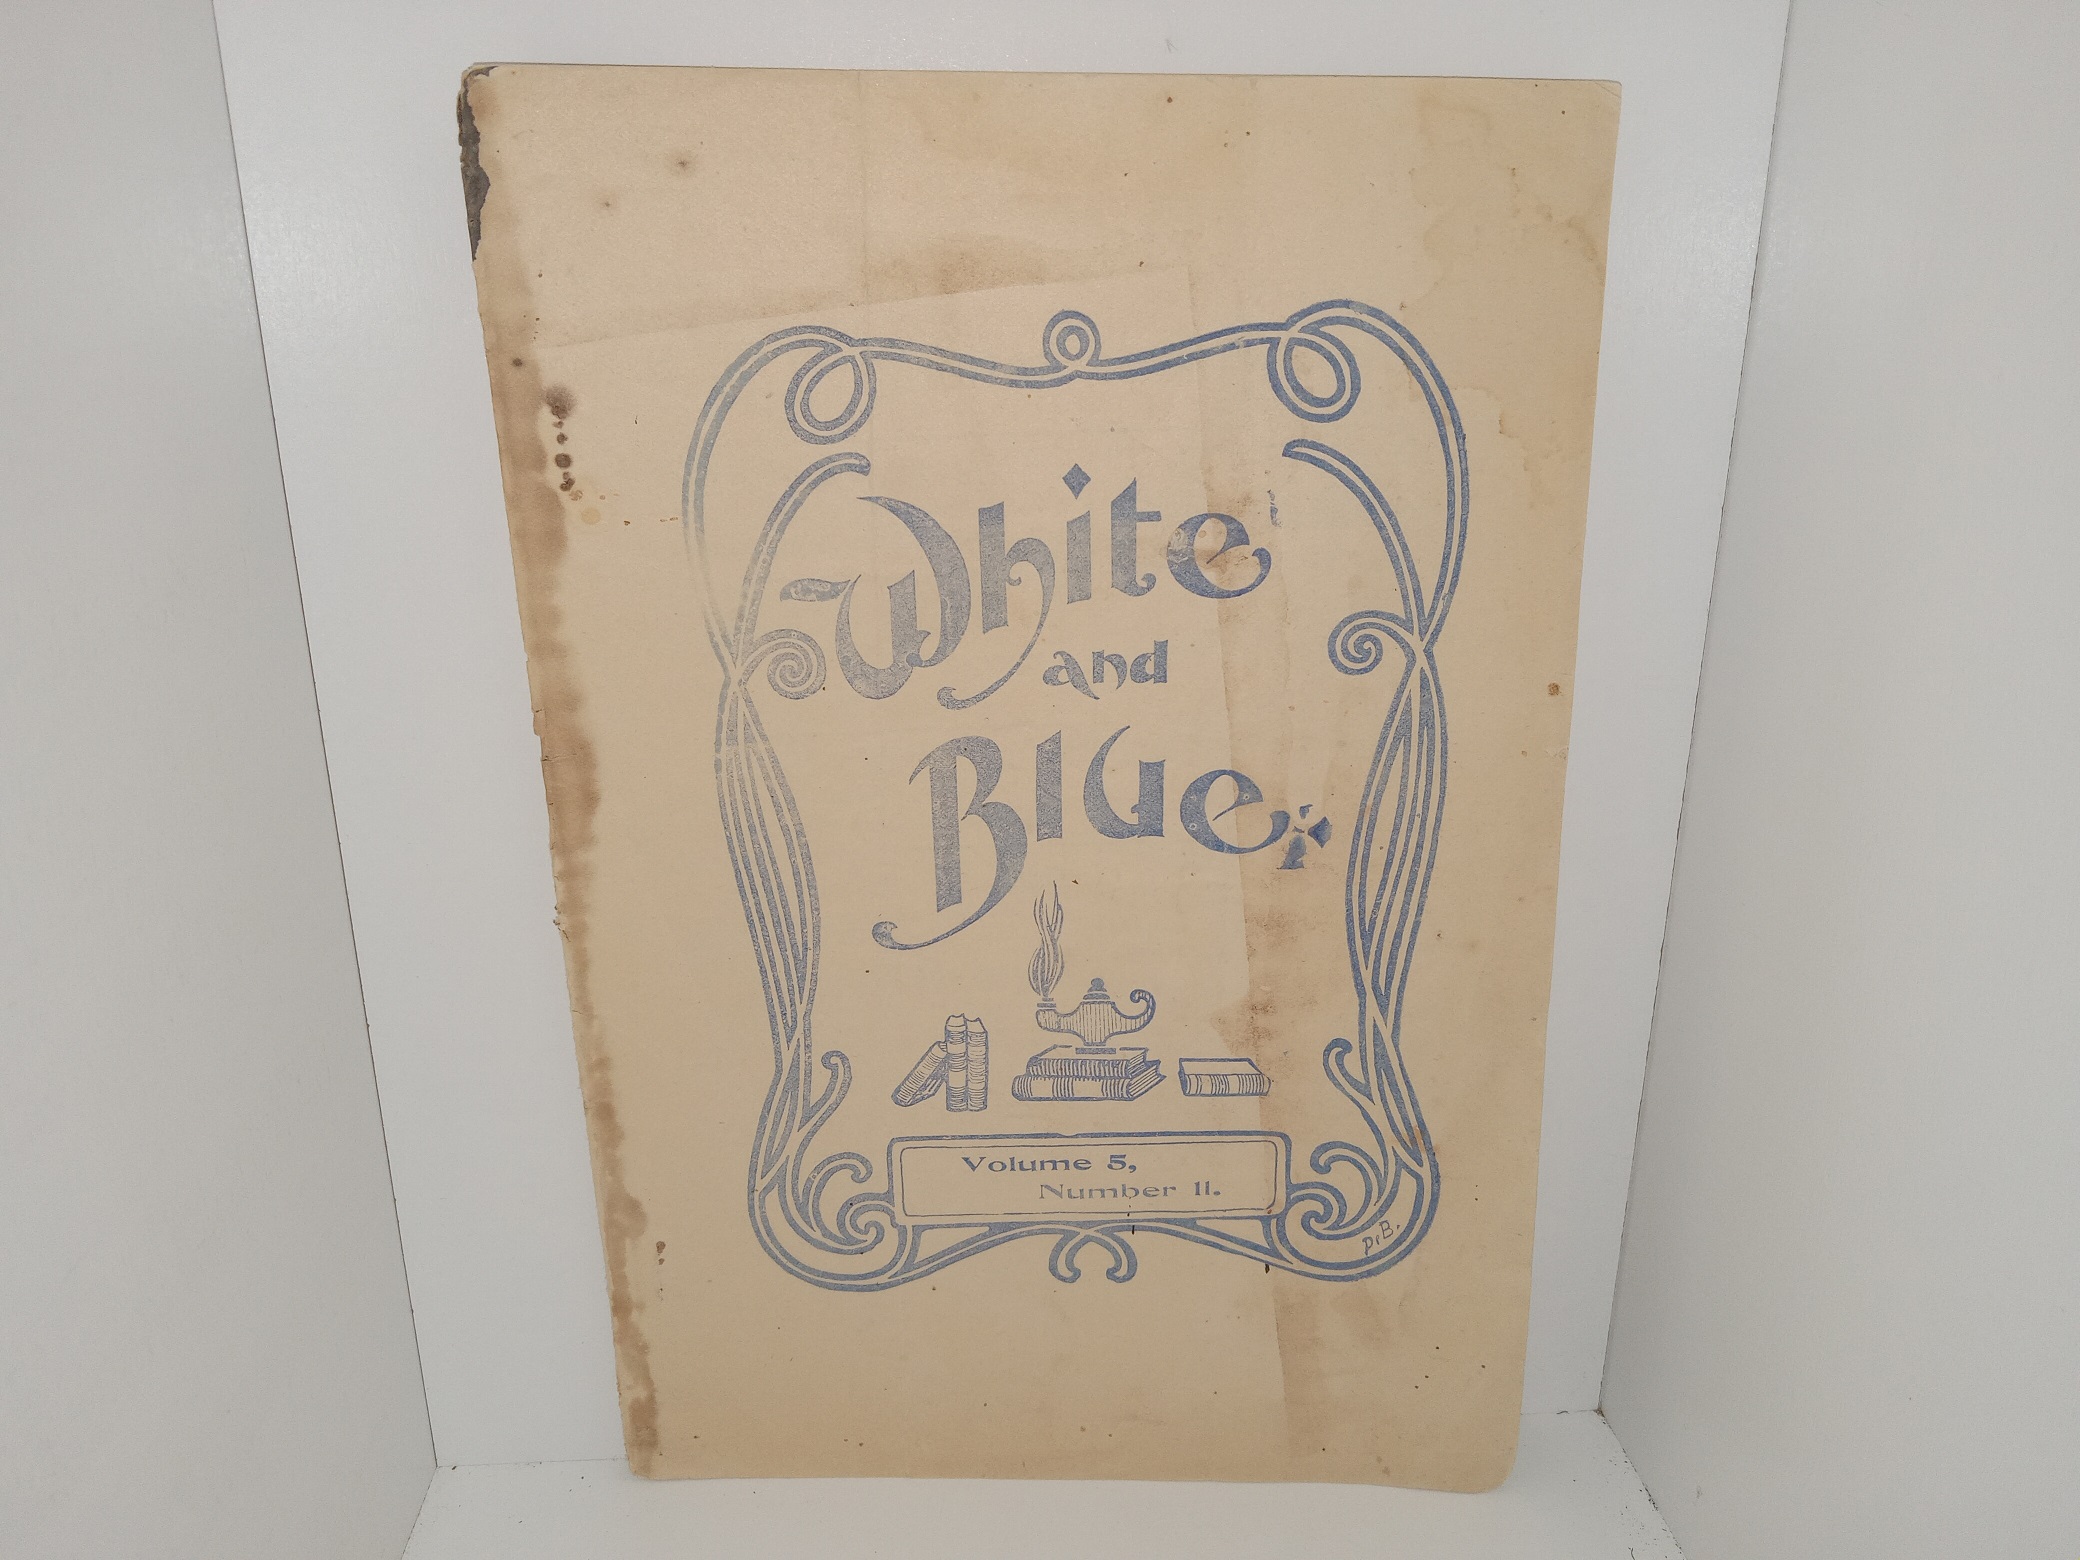 White
and
Blue
Volume 5,
Number 11.
P.B.